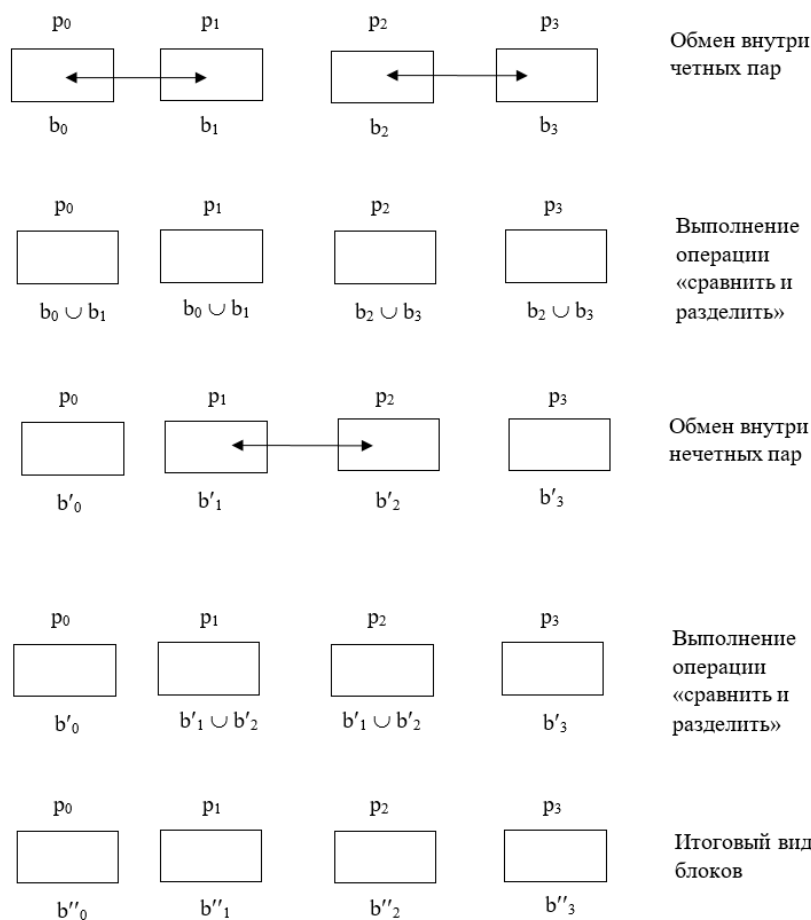 p₀ p₁ p₂ p₃
Обмен внутри
четных пар
b₀ b₁ b₂ b₃
p₀ p₁ p₂ p₃
Выполнение
операции
«сравнить и
разделить»
b₀ ∪ b₁ b₀ ∪ b₁ b₂ ∪ b₃ b₂ ∪ b₃
p₀ p₁ p₂ p₃
Обмен внутри
нечетных пар
b′₀ b′₁ b′₂ b′₃
p₀ p₁ p₂ p₃
Выполнение
операции
«сравнить и
разделить»
b′₀ b′₁ ∪ b′₂ b′₁ ∪ b′₂ b′₃
p₀ p₁ p₂ p₃
Итоговый вид
блоков
b′′₀ b′′₁ b′′₂ b′′₃